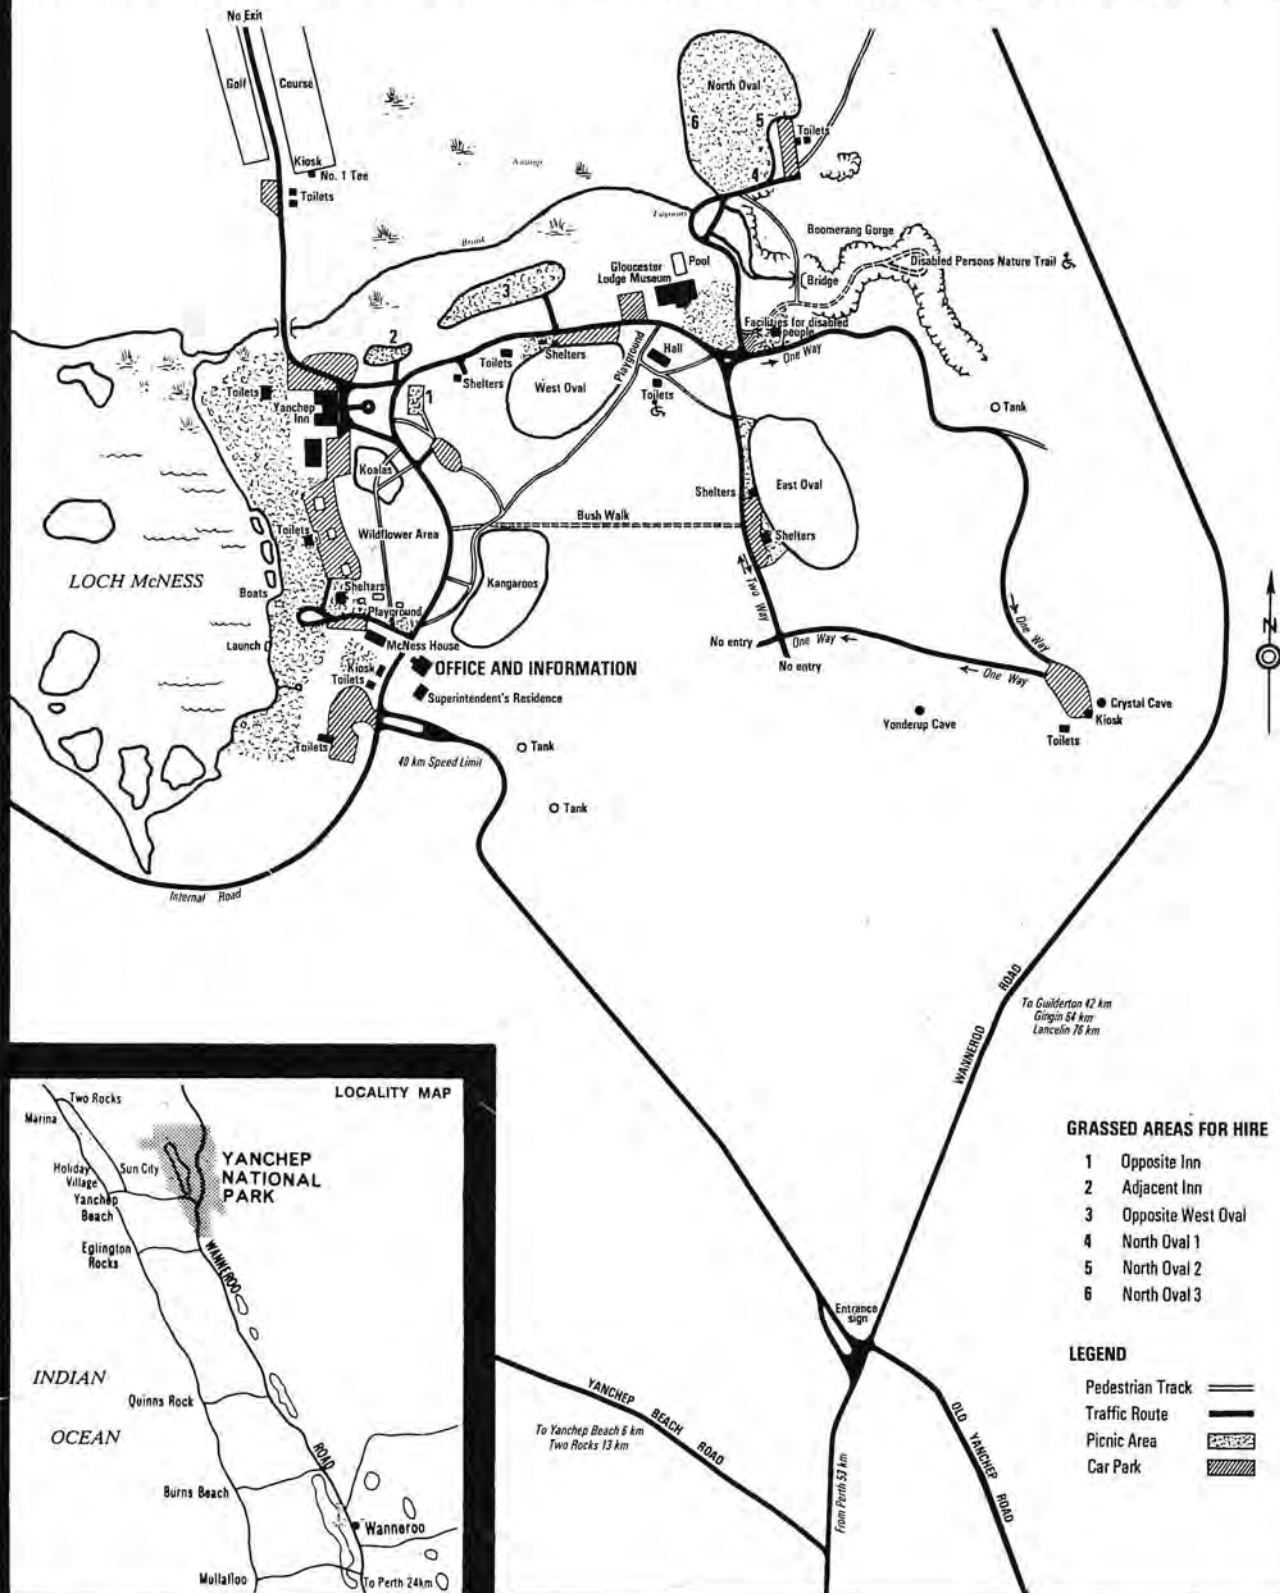 No Exit
Golf
Course
Kiosk
No. 1 Tee
Toilets
North Oval
6
5
4
Toilets
Swamp
Brook
Boomerang Gorge
Disabled Persons Nature Trail
Bridge
Gloucester
Lodge Museum
Pool
Facilities for disabled
people
One Way
3
2
1
Toilets
Shelters
Shelters
West Oval
Playground
Hall
Toilets
Tank
Toilets
Yanchep
Inn
Koalas
Shelters
East Oval
Shelters
Bush Walk
Wildflower Area
Toilets
LOCH McNESS
Boats
Shelters
Playground
Kangaroos
Two Way
One Way
No entry
One Way
No entry
One Way
Launch
McNess House
OFFICE AND INFORMATION
Kiosk
Toilets
Superintendent's Residence
Yonderup Cave
Crystal Cave
Kiosk
Toilets
Toilets
40 km Speed Limit
Tank
Tank
N
Internal Road
WANNEROO ROAD
To Guilderton 42 km
Gingin 64 km
Lancelin 76 km
LOCALITY MAP
Two Rocks
Marina
Sun City
Holiday
Village
YANCHEP
NATIONAL
PARK
Yanchep
Beach
Eglington
Rocks
WANNEROO
ROAD
INDIAN
OCEAN
Quinns Rock
Burns Beach
Wanneroo
Mullalloo
To Perth 24km
GRASSED AREAS FOR HIRE
1 Opposite Inn
2 Adjacent Inn
3 Opposite West Oval
4 North Oval 1
5 North Oval 2
6 North Oval 3
Entrance
sign
YANCHEP BEACH ROAD
To Yanchep Beach 6 km
Two Rocks 13 km
From Perth 53 km
OLD YANCHEP ROAD
LEGEND
Pedestrian Track
Traffic Route
Picnic Area
Car Park